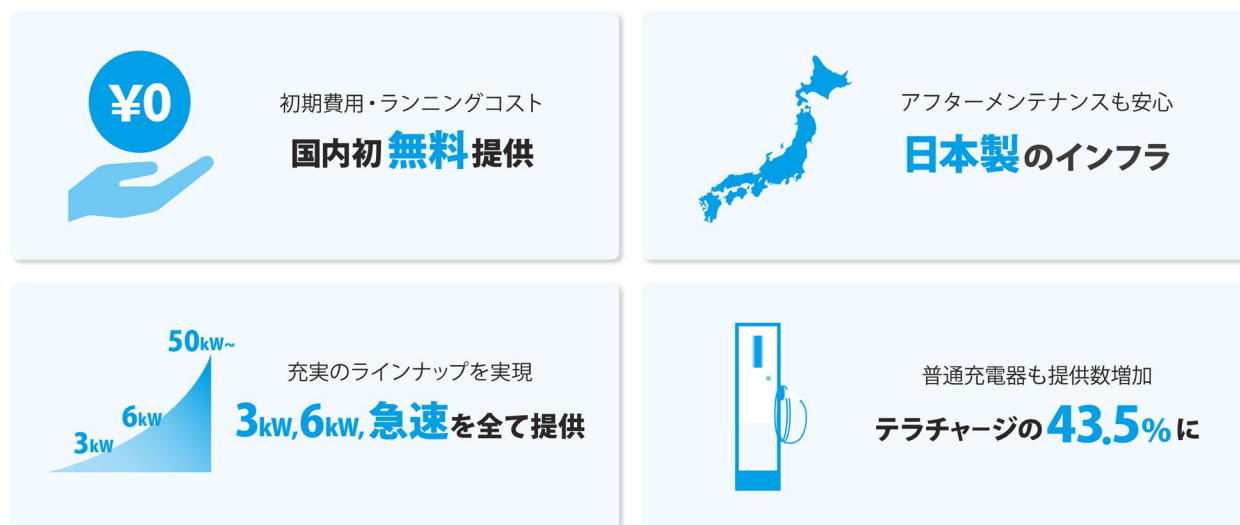 ¥0
初期費用・ランニングコスト
国内初無料提供
アフターメンテナンスも安心
日本製のインフラ
50kW~
6kW
3kW
充実のラインナップを実現
3kW,6kW,急速を全て提供
普通充電器も提供数増加
テラチャージの43.5%に